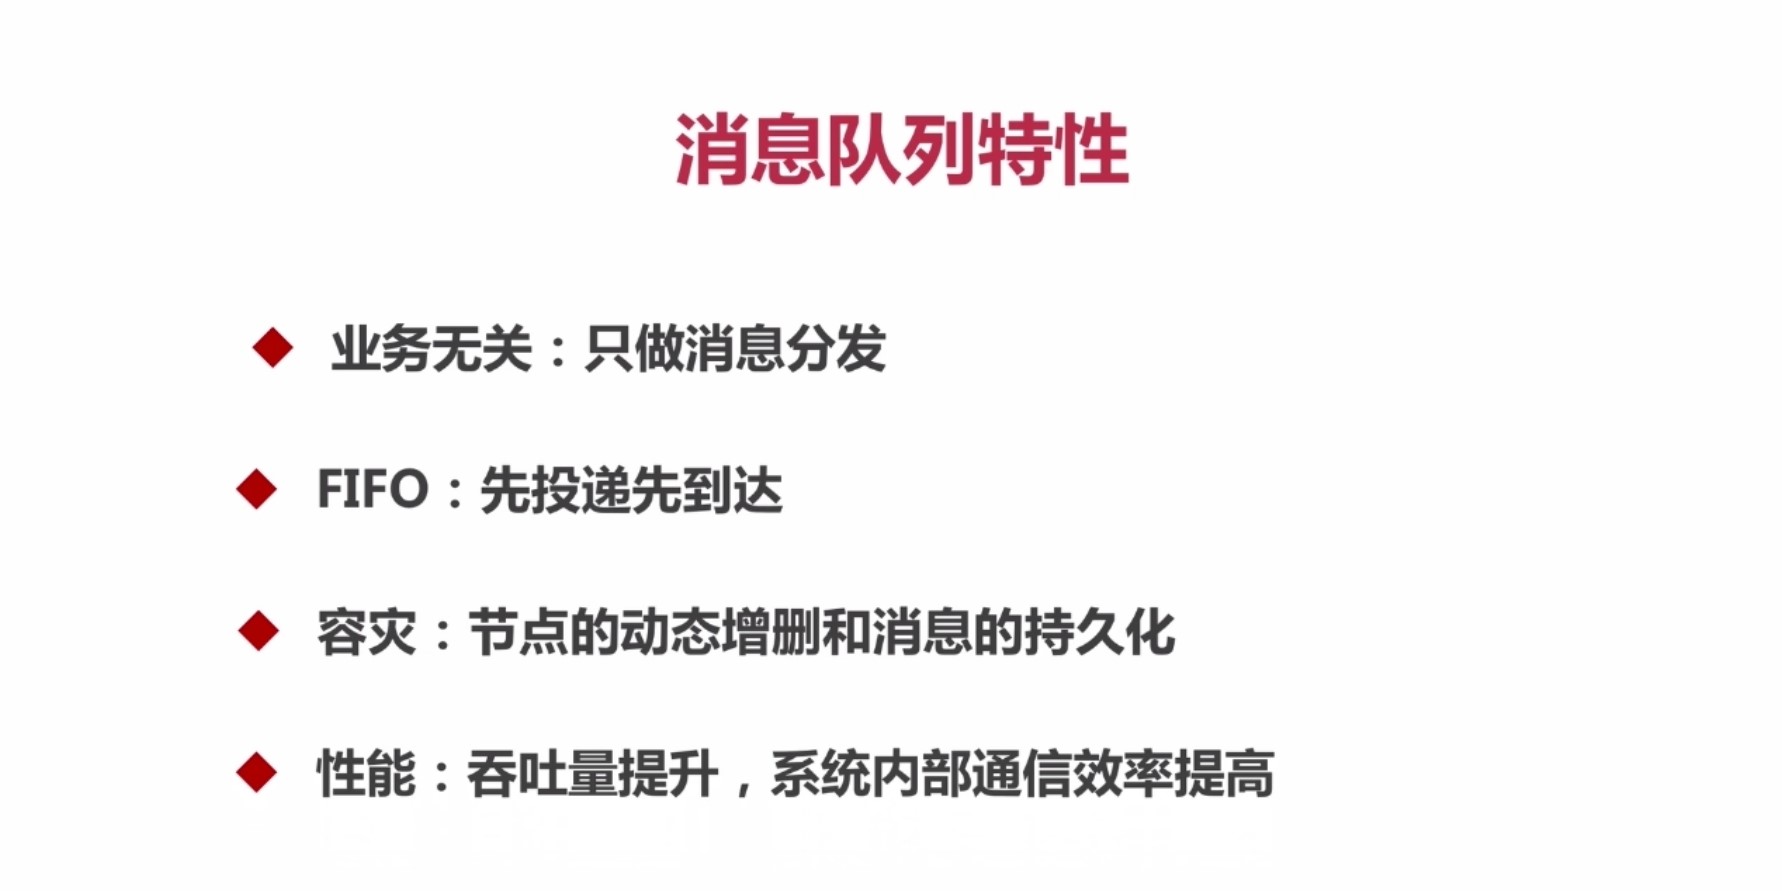 消息队列特性
业务无关：只做消息分发
FIFO：先投递先到达
容灾：节点的动态增删和消息的持久化
性能：吞吐量提升，系统内部通信效率提高